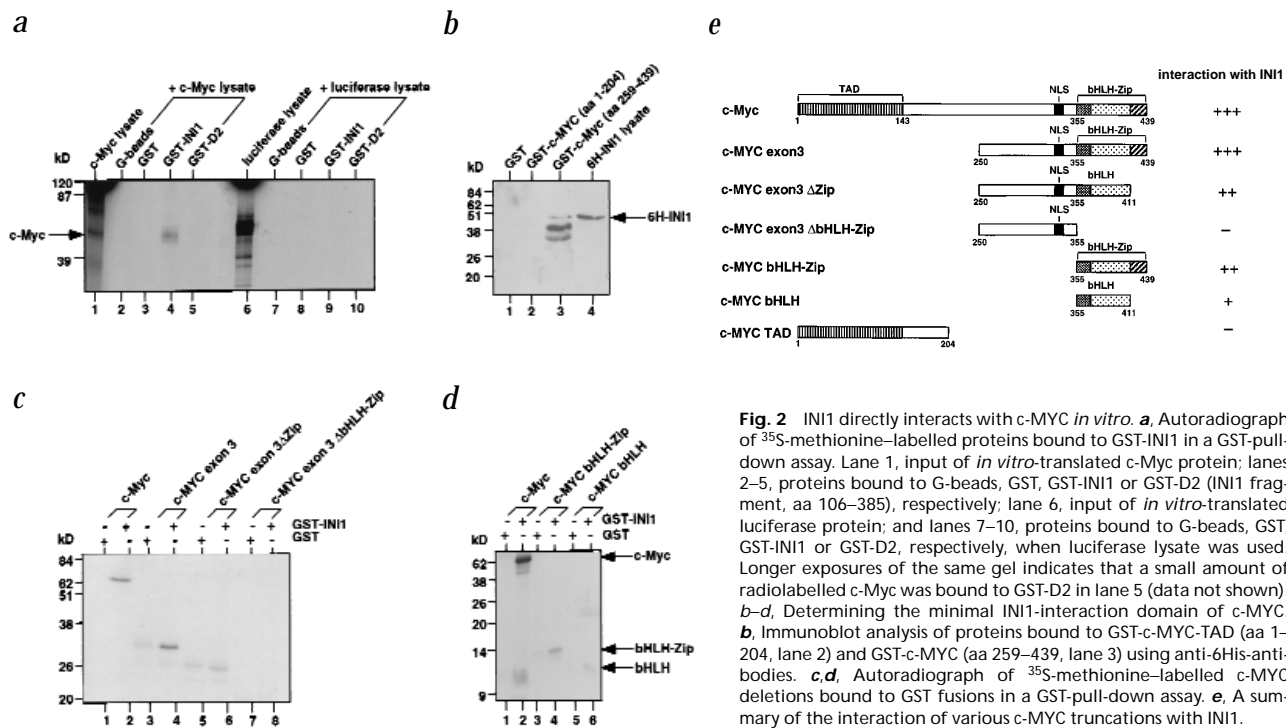 a
+ c-Myc lysate
+ luciferase lysate
c-Myc lysate
G-beads
GST
GST-INI1
GST-D2
luciferase lysate
G-beads
GST
GST-INI1
GST-D2
kD
120
87
c-Myc
39
1 2 3 4 5 6 7 8 9 10
b
GST
GST-c-MYC (aa 1-204)
GST-c-Myc (aa 259-439)
6H-INI1 lysate
kD
84
62
51
38
26
20
6H-INI1
1 2 3 4
e
interaction with INI1
TAD
NLS
bHLH-Zip
c-Myc
1
143
355
439
+++
NLS
bHLH-Zip
c-MYC exon3
250
355
439
+++
NLS
bHLH
c-MYC exon3 ΔZip
250
355
411
++
NLS
c-MYC exon3 ΔbHLH-Zip
250
355
–
bHLH-Zip
c-MYC bHLH-Zip
355
439
++
bHLH
c-MYC bHLH
355
411
+
c-MYC TAD
1
204
–
c
c-Myc
c-MYC exon 3
c-MYC exon 3ΔZip
c-MYC exon 3 ΔbHLH-Zip
- + - + - + - + GST-INI1
+ - + - + - + - GST
kD
84
62
51
38
26
20
1 2 3 4 5 6 7 8
d
c-Myc
c-MYC bHLH-Zip
c-MYC bHLH
- + - + - + GST-INI1
+ - + - + - GST
kD
62
38
26
14
9
c-Myc
bHLH-Zip
bHLH
1 2 3 4 5 6
Fig. 2 INI1 directly interacts with c-MYC in vitro. a, Autoradiograph
of ³⁵S-methionine–labelled proteins bound to GST-INI1 in a GST-pull-
down assay. Lane 1, input of in vitro-translated c-Myc protein; lanes
2–5, proteins bound to G-beads, GST, GST-INI1 or GST-D2 (INI1 frag-
ment, aa 106–385), respectively; lane 6, input of in vitro-translated
luciferase protein; and lanes 7–10, proteins bound to G-beads, GST
GST-INI1 or GST-D2, respectively, when luciferase lysate was used
Longer exposures of the same gel indicates that a small amount of
radiolabelled c-Myc was bound to GST-D2 in lane 5 (data not shown)
b–d, Determining the minimal INI1-interaction domain of c-MYC.
b, Immunoblot analysis of proteins bound to GST-c-MYC-TAD (aa 1–
204, lane 2) and GST-c-MYC (aa 259–439, lane 3) using anti-6His-anti-
bodies. c,d, Autoradiograph of ³⁵S-methionine–labelled c-MYC
deletions bound to GST fusions in a GST-pull-down assay. e, A sum-
mary of the interaction of various c-MYC truncations with INI1.